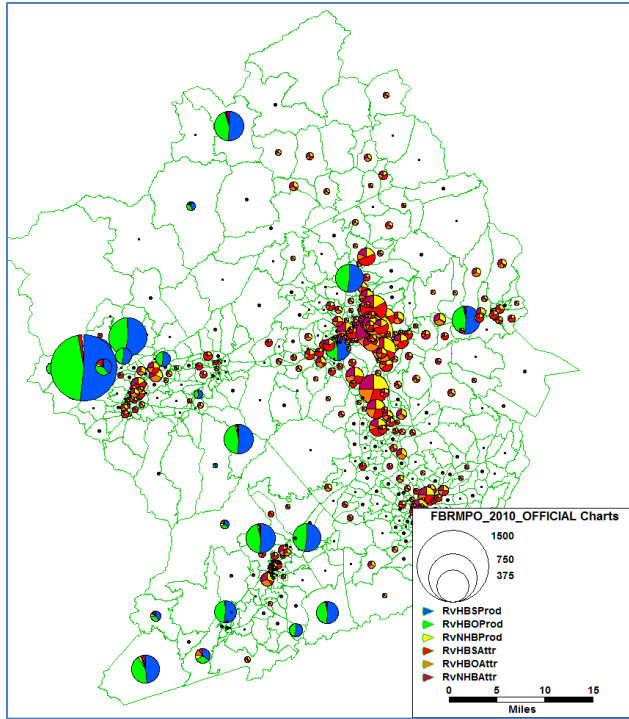 FBRMPO_2010_OFFICIAL Charts
1500
750
375
RvHBSProd
RvHBOProd
RvNHBProd
RvHBSAttr
RvHBOAttr
RvNHBAttr
0 5 10 15
Miles